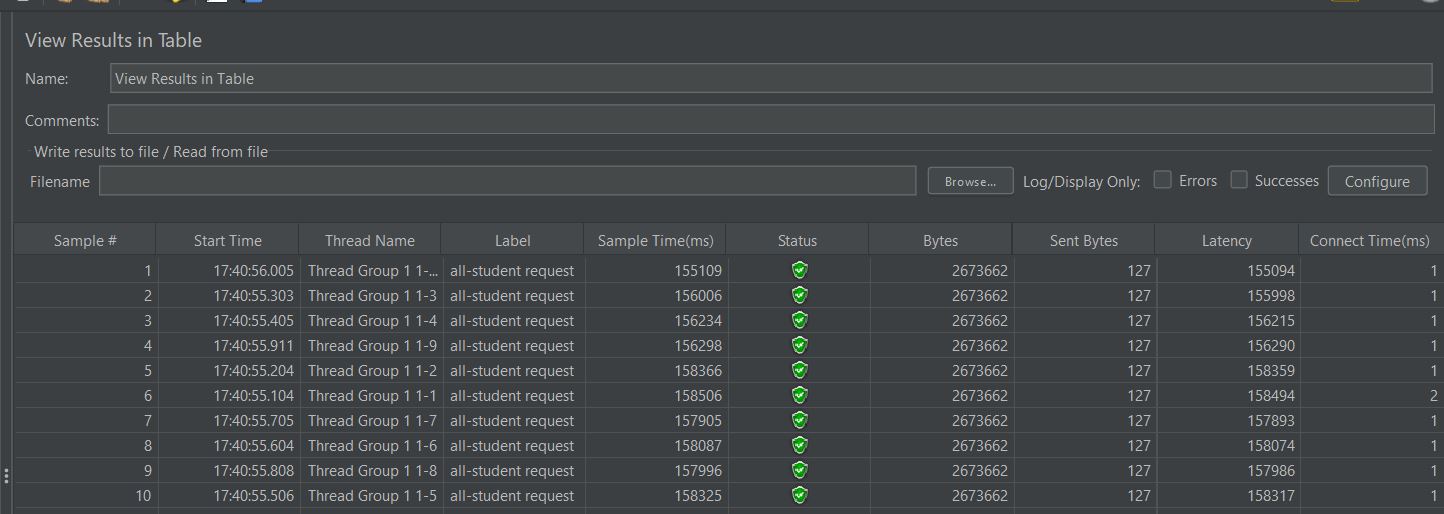 View Results in Table
Name: View Results in Table
Comments:
Write results to file / Read from file
Filename Browse... Log/Display Only: Errors Successes Configure
Sample # Start Time Thread Name Label Sample Time(ms) Status Bytes Sent Bytes Latency Connect Time(ms)
1 17:40:56.005 Thread Group 1 1-... all-student request 155109 2673662 127 155094 1
2 17:40:55.303 Thread Group 1 1-3 all-student request 156006 2673662 127 155998 1
3 17:40:55.405 Thread Group 1 1-4 all-student request 156234 2673662 127 156215 1
4 17:40:55.911 Thread Group 1 1-9 all-student request 156298 2673662 127 156290 1
5 17:40:55.204 Thread Group 1 1-2 all-student request 158366 2673662 127 158359 1
6 17:40:55.104 Thread Group 1 1-1 all-student request 158506 2673662 127 158494 2
7 17:40:55.705 Thread Group 1 1-7 all-student request 157905 2673662 127 157893 1
8 17:40:55.604 Thread Group 1 1-6 all-student request 158087 2673662 127 158074 1
9 17:40:55.808 Thread Group 1 1-8 all-student request 157996 2673662 127 157986 1
10 17:40:55.506 Thread Group 1 1-5 all-student request 158325 2673662 127 158317 1